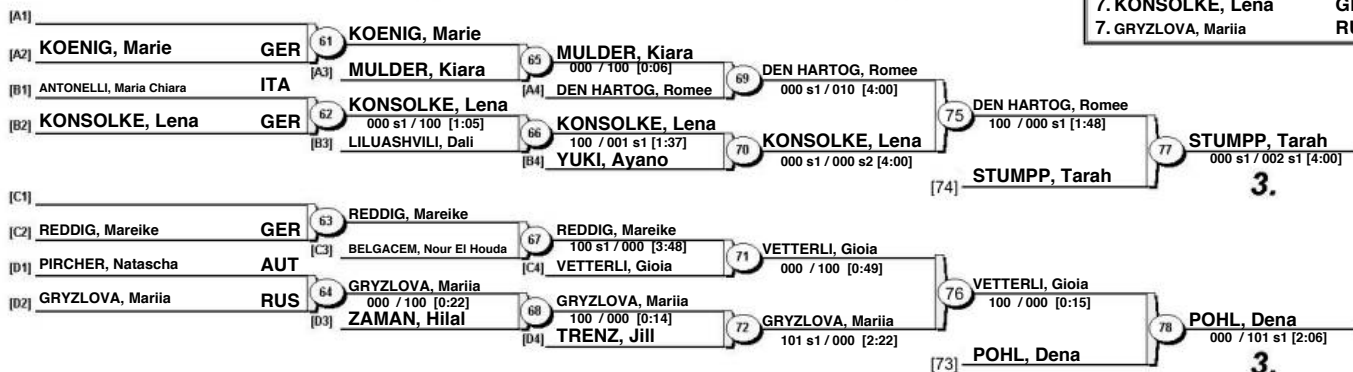 7. KONSOLKE, Lena
7. GRYZLOVA, Mariia
[A1]
[A2] KOENIG, Marie GER
61
KOENIG, Marie
[A3] MULDER, Kiara
65
MULDER, Kiara
000 / 100 [0:06]
[A4] DEN HARTOG, Romee
69
DEN HARTOG, Romee
000 s1 / 010 [4:00]
[B1] ANTONELLI, Maria Chiara ITA
[B2] KONSOLKE, Lena GER
62
KONSOLKE, Lena
000 s1 / 100 [1:05]
[B3] LILUASHVILI, Dali
66
KONSOLKE, Lena
100 / 001 s1 [1:37]
[B4] YUKI, Ayano
70
KONSOLKE, Lena
000 s1 / 000 s2 [4:00]
75
DEN HARTOG, Romee
100 / 000 s1 [1:48]
[74] STUMPP, Tarah
77
STUMPP, Tarah
000 s1 / 002 s1 [4:00]
3.
[C1]
[C2] REDDIG, Mareike GER
63
REDDIG, Mareike
[C3] BELGACEM, Nour El Houda
67
REDDIG, Mareike
100 s1 / 000 [3:48]
[C4] VETTERLI, Gioia
71
VETTERLI, Gioia
000 / 100 [0:49]
[D1] PIRCHER, Natascha AUT
[D2] GRYZLOVA, Mariia RUS
64
GRYZLOVA, Mariia
000 / 100 [0:22]
[D3] ZAMAN, Hilal
68
GRYZLOVA, Mariia
100 / 000 [0:14]
[D4] TRENZ, Jill
72
GRYZLOVA, Mariia
101 s1 / 000 [2:22]
76
VETTERLI, Gioia
100 / 000 [0:15]
[73] POHL, Dena
78
POHL, Dena
000 / 101 s1 [2:06]
3.